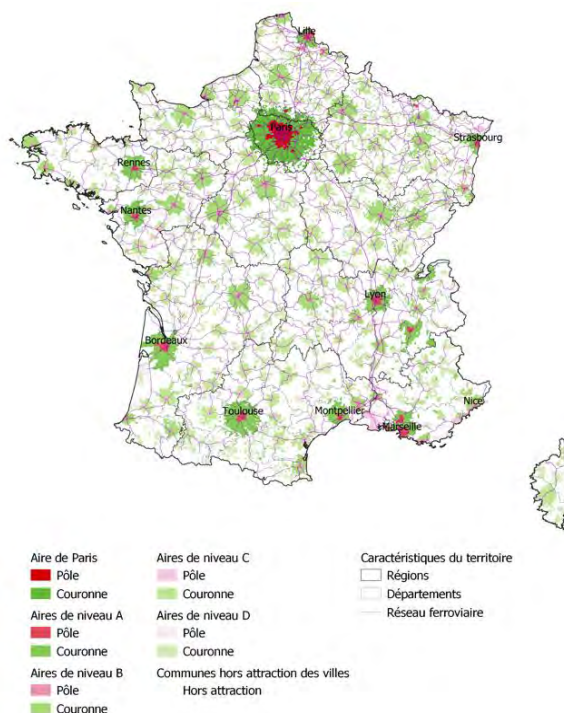 Lille
Paris
Strasbourg
Rennes
Nantes
Lyon
Bordeaux
Toulouse
Montpellier
Nice
Marseille
Aire de Paris
Pôle
Couronne
Aires de niveau A
Pôle
Couronne
Aires de niveau B
Pôle
Couronne
Aires de niveau C
Pôle
Couronne
Aires de niveau D
Pôle
Couronne
Communes hors attraction des villes
Hors attraction
Caractéristiques du territoire
Régions
Départements
Réseau ferroviaire